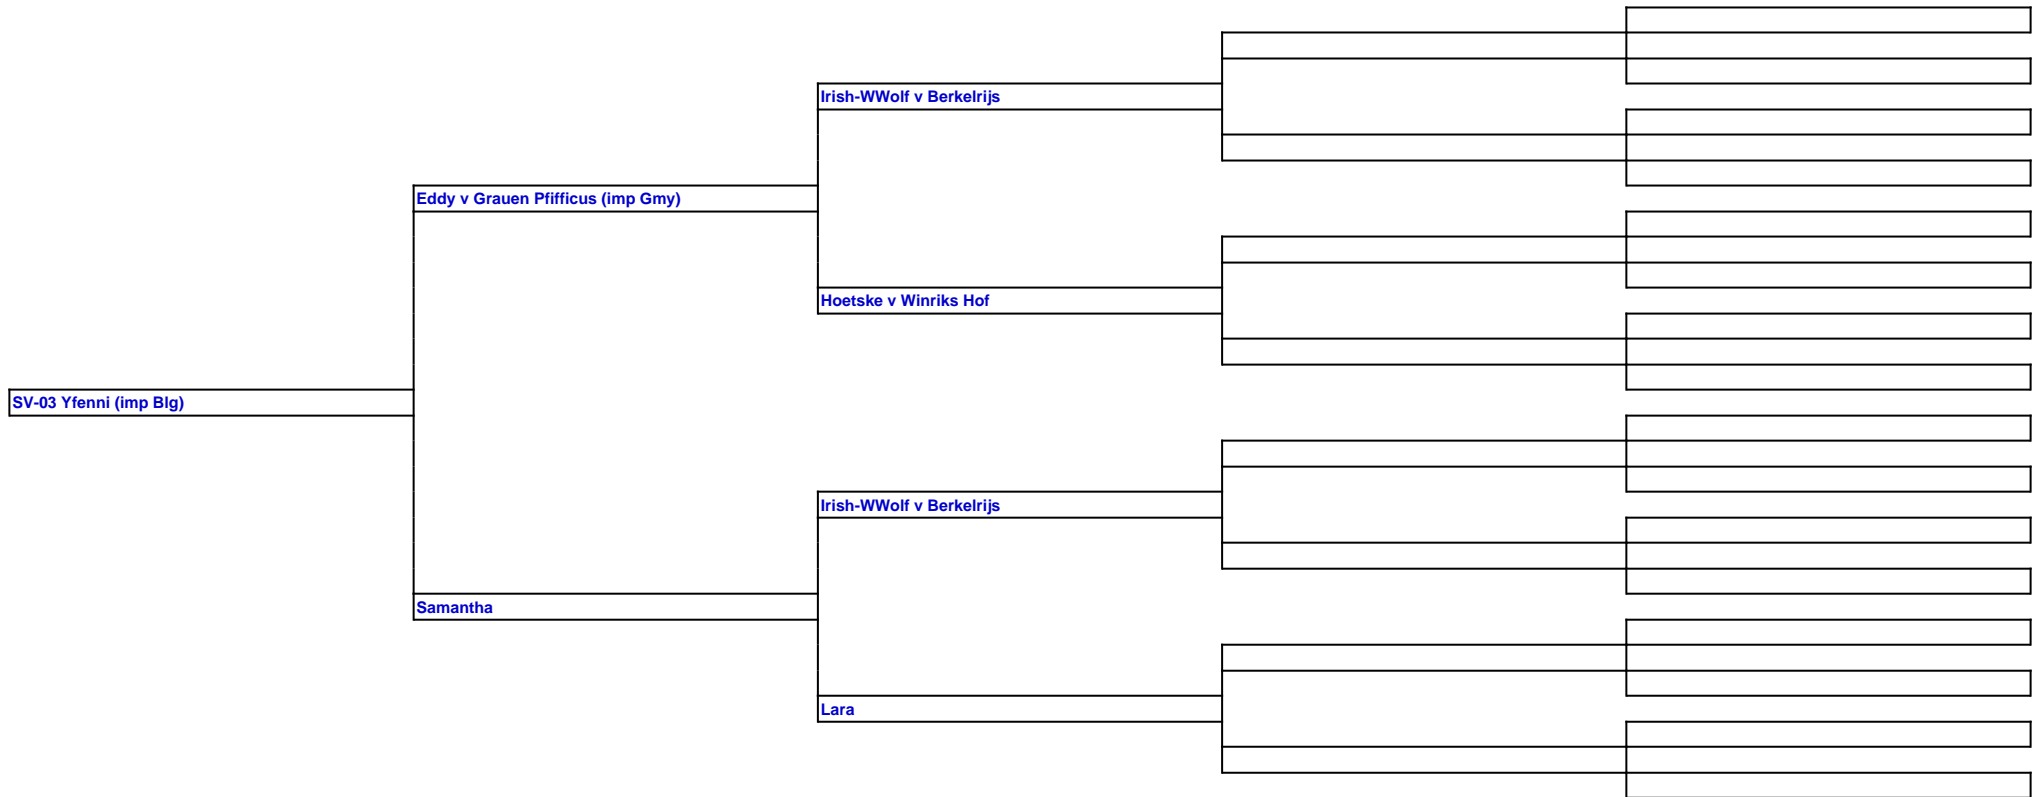 Irish-WWolf v Berkelrijs
Eddy v Grauen Pfifficus (imp Gmy)
Hoetske v Winriks Hof
SV-03 Yfenni (imp Blg)
Irish-WWolf v Berkelrijs
Samantha
Lara